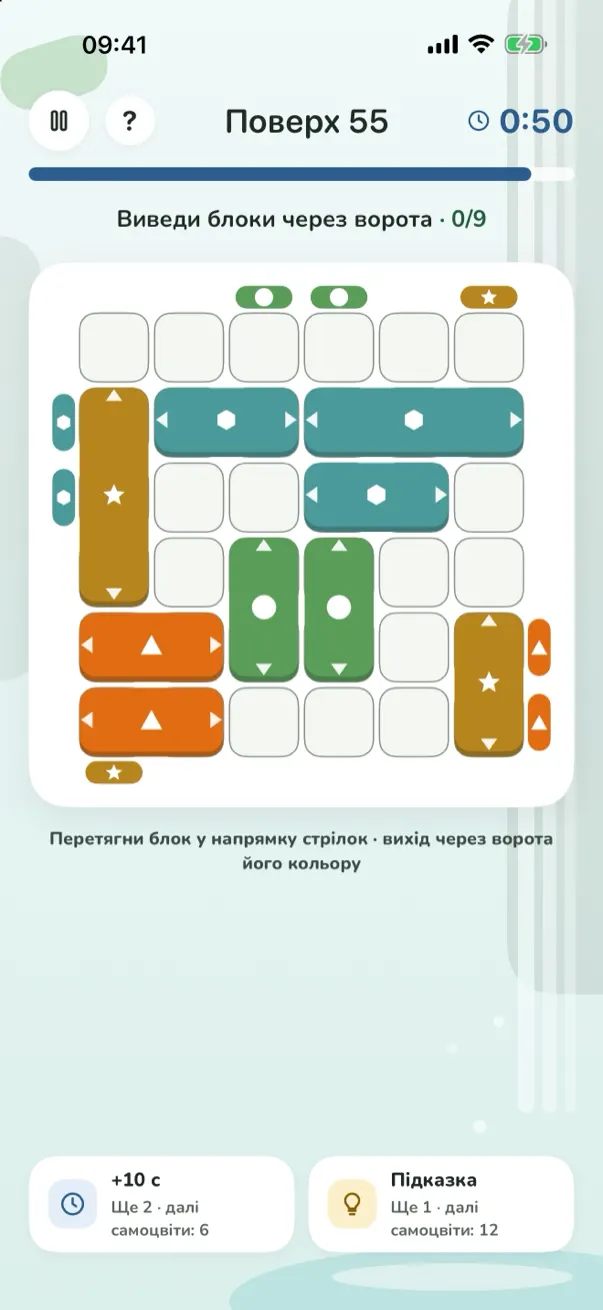 09:41
?
Поверх 55
0:50
Виведи блоки через ворота · 0/9
Перетягни блок у напрямку стрілок · вихід через ворота
його кольору
+10 с
Ще 2 · далі
самоцвіти: 6
Підказка
Ще 1 · далі
самоцвіти: 12